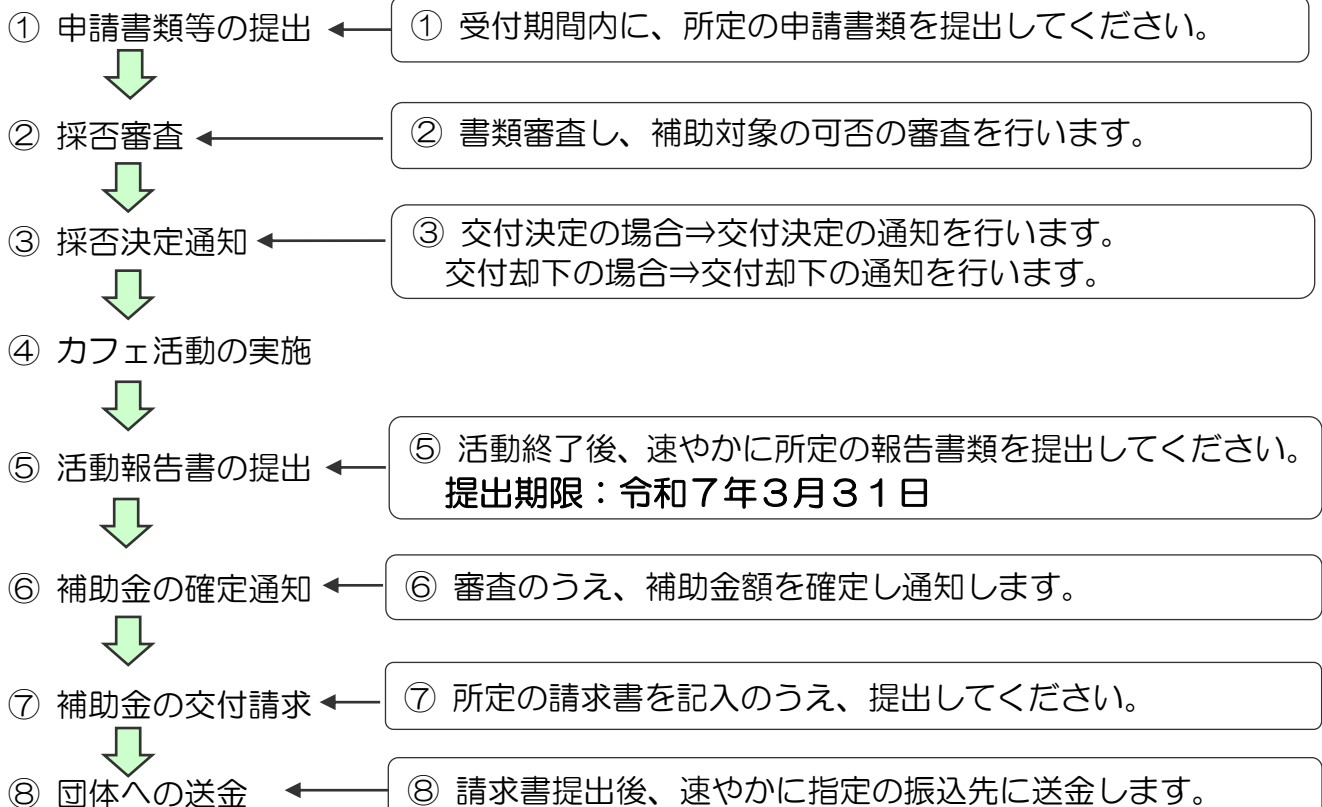 ① 申請書類等の提出
① 受付期間内に、所定の申請書類を提出してください。
② 採否審査
② 書類審査し、補助対象の可否の審査を行います。
③ 採否決定通知
③ 交付決定の場合⇒交付決定の通知を行います。
交付却下の場合⇒交付却下の通知を行います。
④ カフェ活動の実施
⑤ 活動報告書の提出
⑤ 活動終了後、速やかに所定の報告書類を提出してください。
提出期限：令和７年３月３１日
⑥ 補助金の確定通知
⑥ 審査のうえ、補助金額を確定し通知します。
⑦ 補助金の交付請求
⑦ 所定の請求書を記入のうえ、提出してください。
⑧ 団体への送金
⑧ 請求書提出後、速やかに指定の振込先に送金します。